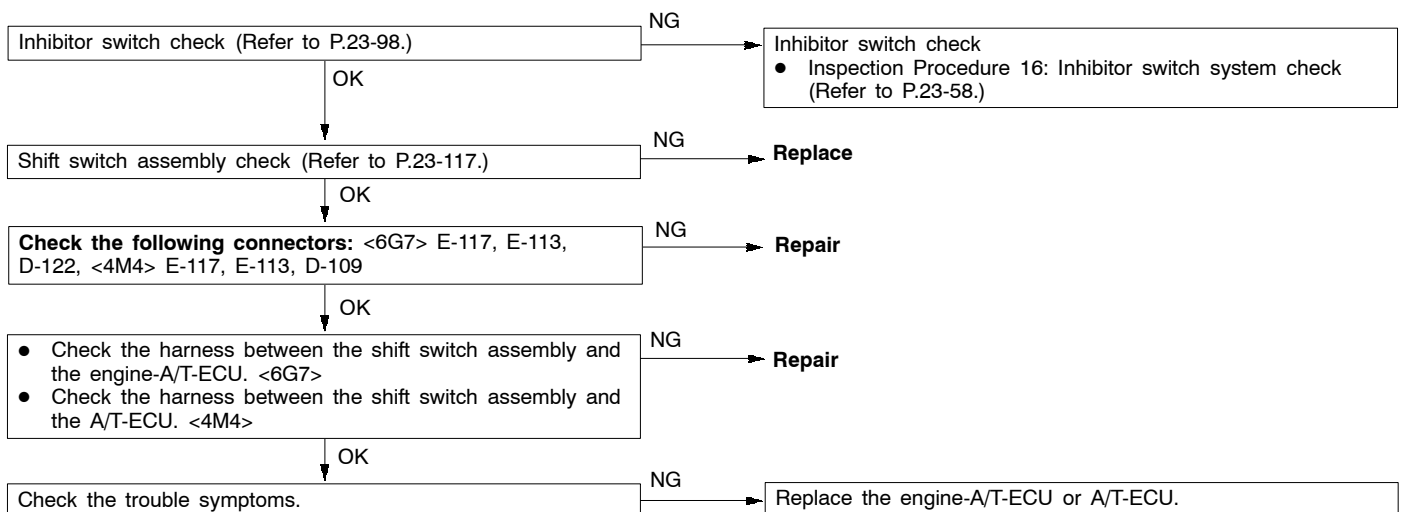 NG
Inhibitor switch check (Refer to P.23-98.)
Inhibitor switch check
● Inspection Procedure 16: Inhibitor switch system check
(Refer to P.23-58.)
OK
NG
Shift switch assembly check (Refer to P.23-117.)
Replace
OK
NG
Check the following connectors: <6G7> E-117, E-113,
D-122, <4M4> E-117, E-113, D-109
Repair
OK
NG
● Check the harness between the shift switch assembly and
the engine-A/T-ECU. <6G7>
● Check the harness between the shift switch assembly and
the A/T-ECU. <4M4>
Repair
OK
NG
Check the trouble symptoms.
Replace the engine-A/T-ECU or A/T-ECU.